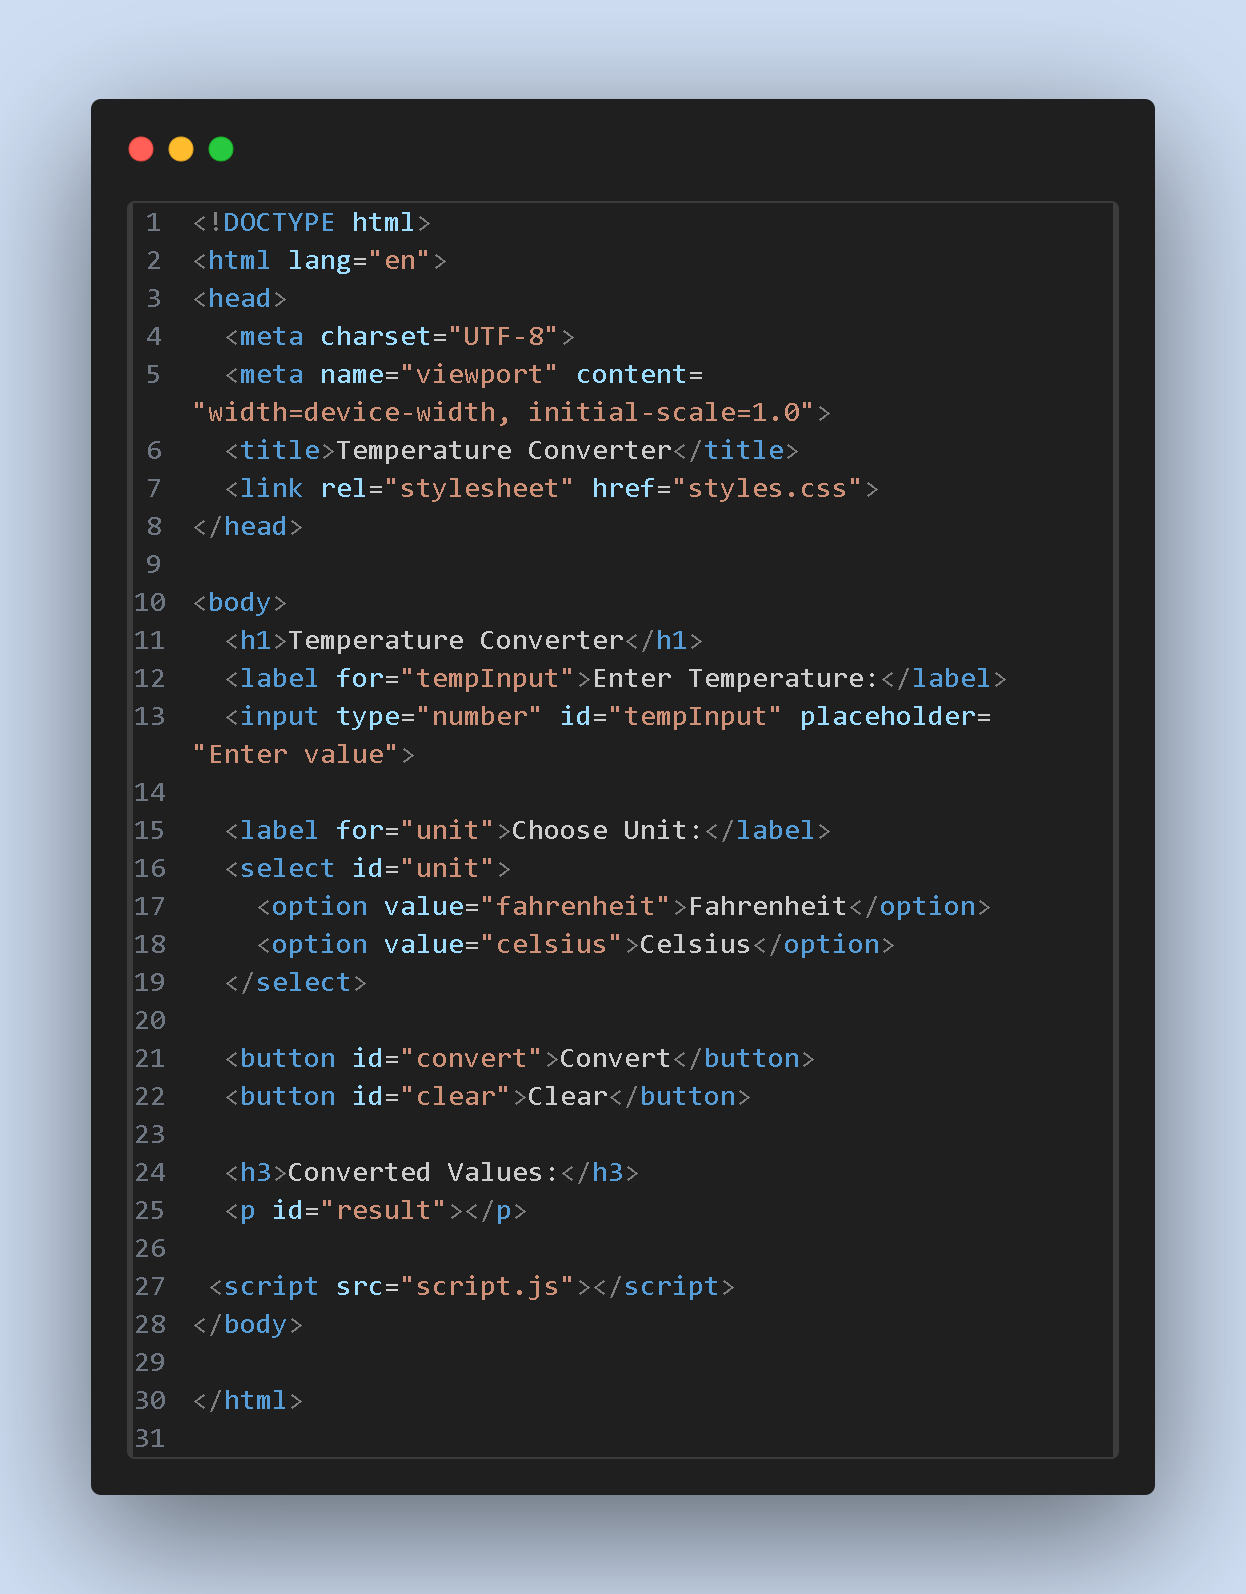 1 <!DOCTYPE html>
2 <html lang="en">
3 <head>
4   <meta charset="UTF-8">
5   <meta name="viewport" content=
"width=device-width, initial-scale=1.0">
6   <title>Temperature Converter</title>
7   <link rel="stylesheet" href="styles.css">
8 </head>
9
10 <body>
11   <h1>Temperature Converter</h1>
12   <label for="tempInput">Enter Temperature:</label>
13   <input type="number" id="tempInput" placeholder=
"Enter value">
14
15   <label for="unit">Choose Unit:</label>
16   <select id="unit">
17     <option value="fahrenheit">Fahrenheit</option>
18     <option value="celsius">Celsius</option>
19   </select>
20
21   <button id="convert">Convert</button>
22   <button id="clear">Clear</button>
23
24   <h3>Converted Values:</h3>
25   <p id="result"></p>
26
27  <script src="script.js"></script>
28 </body>
29
30 </html>
31